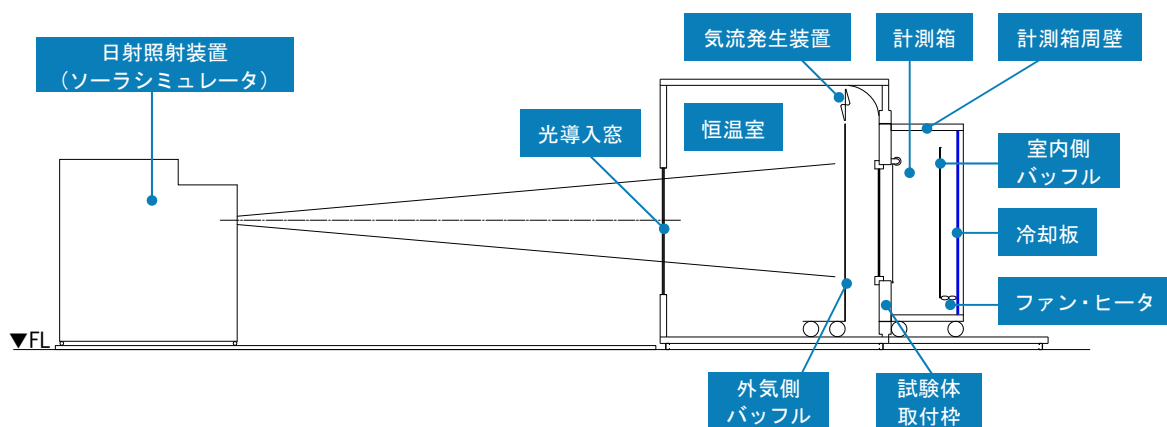 日射照射装置
（ソーラシミュレータ）
気流発生装置
計測箱
計測箱周壁
光導入窓
恒温室
室内側
バッフル
冷却板
ファン・ヒータ
▼FL
外気側
バッフル
試験体
取付枠